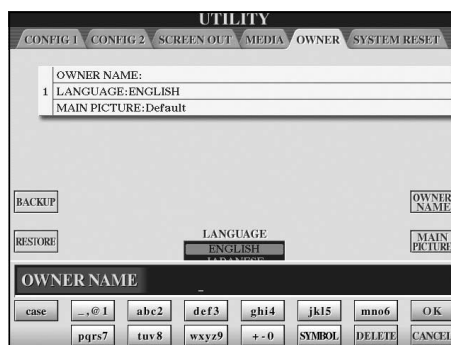 UTILITY
CONFIG 1 CONFIG 2 SCREEN OUT MEDIA OWNER SYSTEM RESET
OWNER NAME:
1 LANGUAGE:ENGLISH
MAIN PICTURE:Default
BACKUP
OWNER NAME
RESTORE
LANGUAGE
ENGLISH
JAPANESE
MAIN PICTURE
OWNER NAME _
case _,@1 abc2 def3 ghi4 jkl5 mno6 OK
pqrs7 tuv8 wxyz9 +-0 SYMBOL DELETE CANCEL